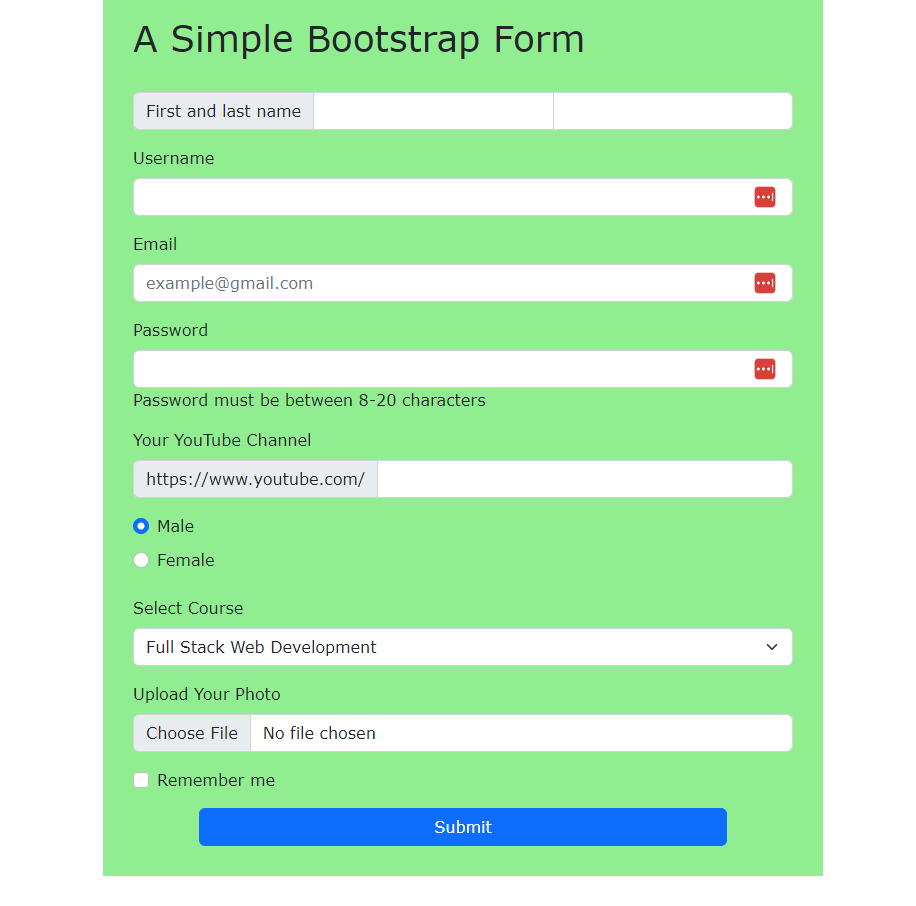 A Simple Bootstrap Form
First and last name
Username
Email
example@gmail.com
Password
Password must be between 8-20 characters
Your YouTube Channel
https://www.youtube.com/
Male
Female
Select Course
Full Stack Web Development
Upload Your Photo
Choose File No file chosen
Remember me
Submit